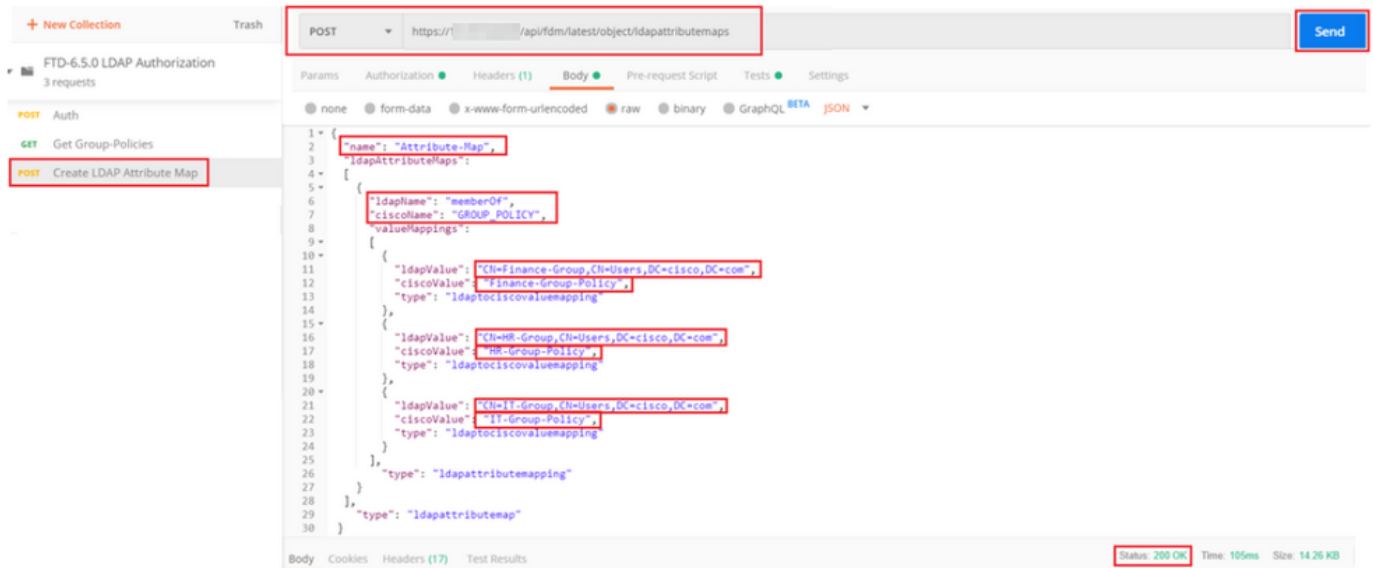 + New Collection
Trash
FTD-6.5.0 LDAP Authorization
3 requests
POST Auth
GET Get Group-Policies
POST Create LDAP Attribute Map
POST
https:// /api/fdm/latest/object/ldapattributemaps
Send
Params Authorization Headers (1) Body Pre-request Script Tests Settings
none form-data x-www-form-urlencoded raw binary GraphQL BETA JSON
1 {
2 "name": "Attribute-Map",
3 "ldapAttributeMaps":
4 [
5 {
6 "ldapName": "memberOf",
7 "ciscoName": "GROUP_POLICY",
8 "valueMappings":
9 [
10 {
11 "ldapValue": "CN=Finance-Group,CN=Users,DC=cisco,DC=com",
12 "ciscoValue": "Finance-Group-Policy",
13 "type": "ldaptociscovaluemapping"
14 },
15 {
16 "ldapValue": "CN=HR-Group,CN=Users,DC=cisco,DC=com",
17 "ciscoValue": "HR-Group-Policy",
18 "type": "ldaptociscovaluemapping"
19 },
20 {
21 "ldapValue": "CN=IT-Group,CN=Users,DC=cisco,DC=com",
22 "ciscoValue": "IT-Group-Policy",
23 "type": "ldaptociscovaluemapping"
24 }
25 ],
26 "type": "ldapattributemapping"
27 }
28 ],
29 "type": "ldapattributemap"
30 }
Body Cookies Headers (17) Test Results
Status: 200 OK Time: 105ms Size: 14.26 KB